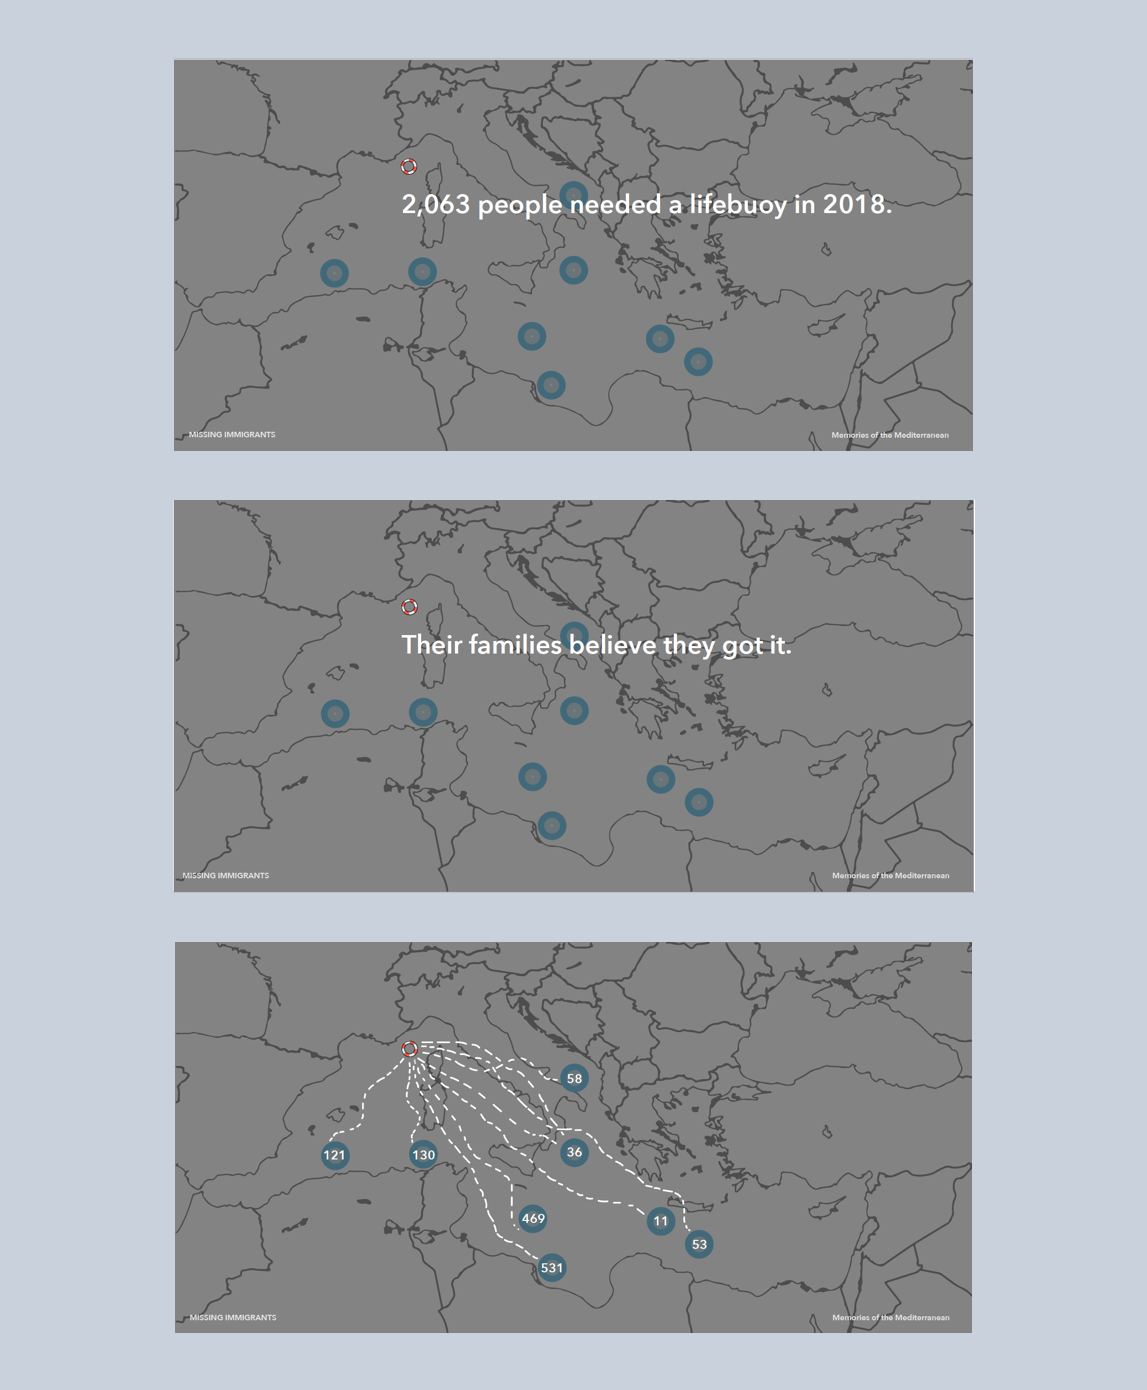 2,063 people needed a lifebuoy in 2018.
MISSING IMMIGRANTS
Memories of the Mediterranean
Their families believe they got it.
MISSING IMMIGRANTS
Memories of the Mediterranean
58
121
130
36
469
11
53
531
MISSING IMMIGRANTS
Memories of the Mediterranean